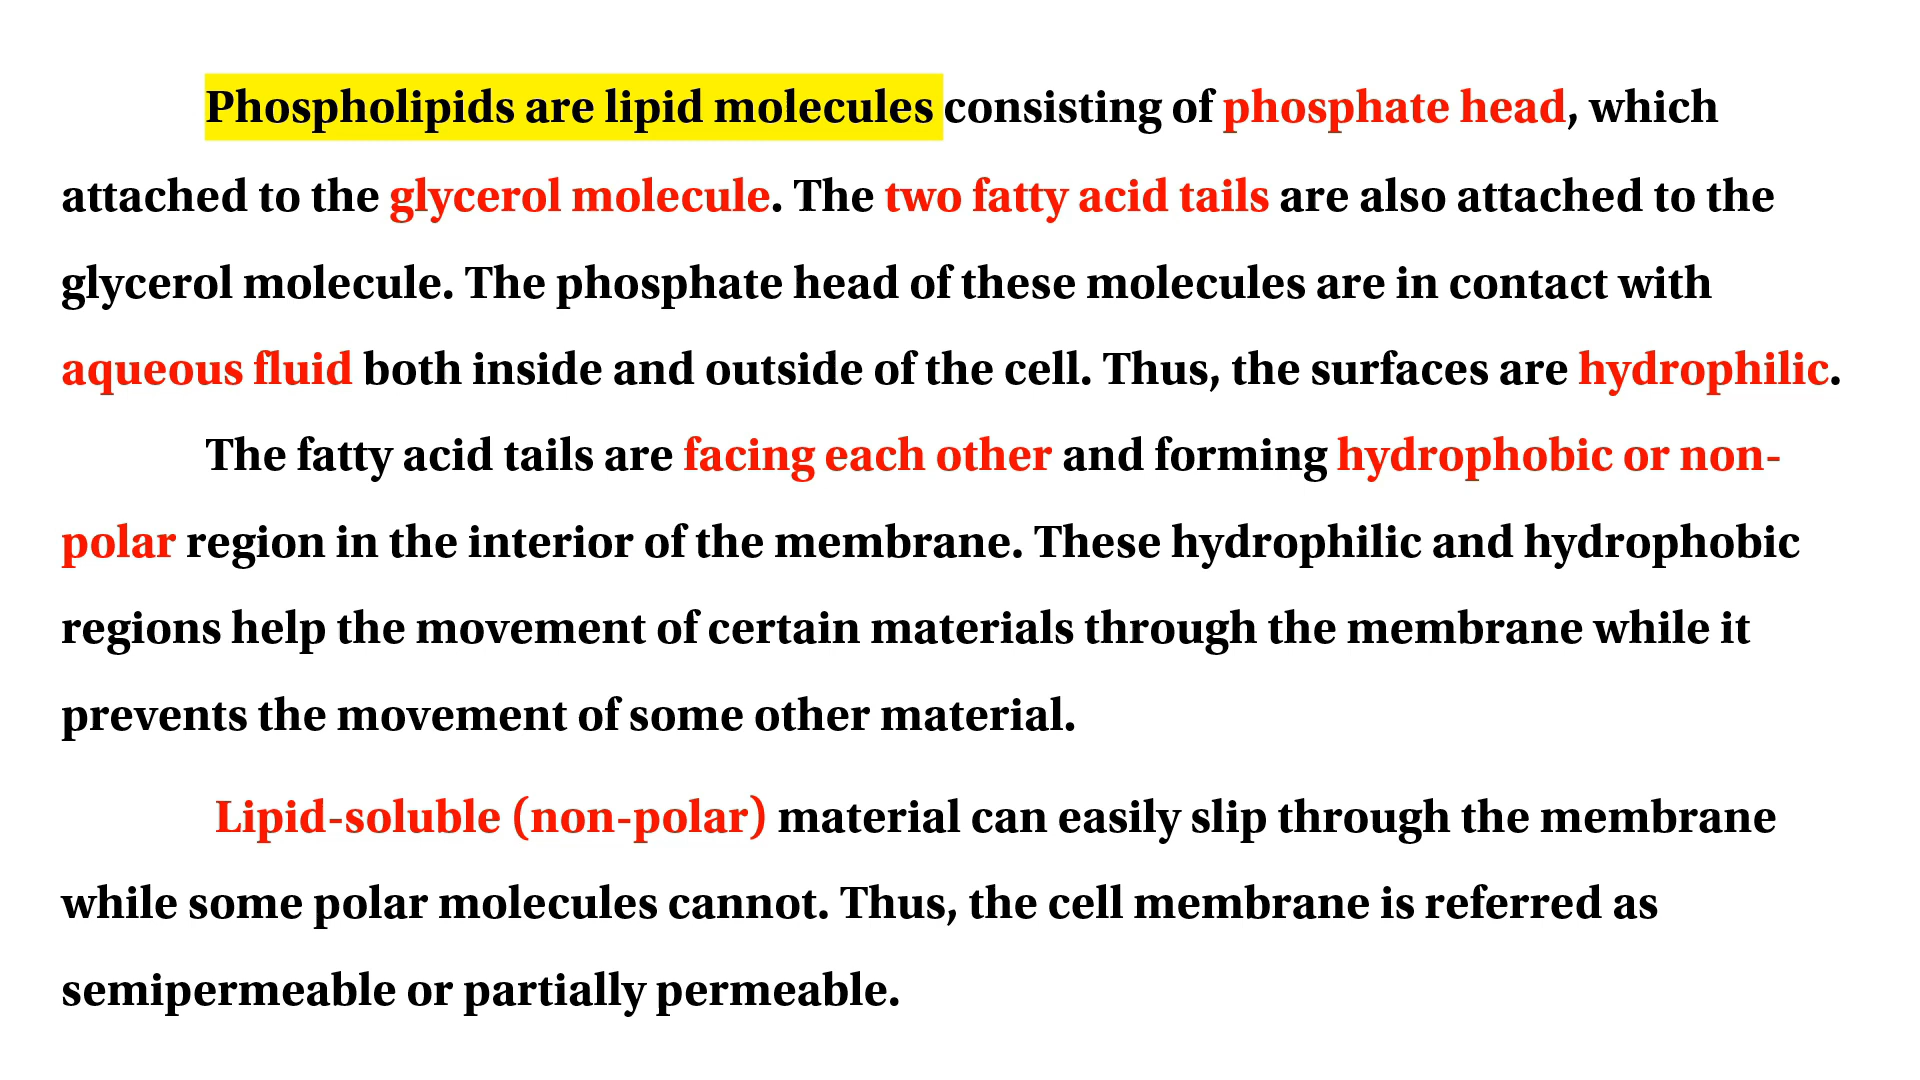 Phospholipids are lipid molecules consisting of phosphate head, which
attached to the glycerol molecule. The two fatty acid tails are also attached to the
glycerol molecule. The phosphate head of these molecules are in contact with
aqueous fluid both inside and outside of the cell. Thus, the surfaces are hydrophilic.
The fatty acid tails are facing each other and forming hydrophobic or non-
polar region in the interior of the membrane. These hydrophilic and hydrophobic
regions help the movement of certain materials through the membrane while it
prevents the movement of some other material.
Lipid-soluble (non-polar) material can easily slip through the membrane
while some polar molecules cannot. Thus, the cell membrane is referred as
semipermeable or partially permeable.